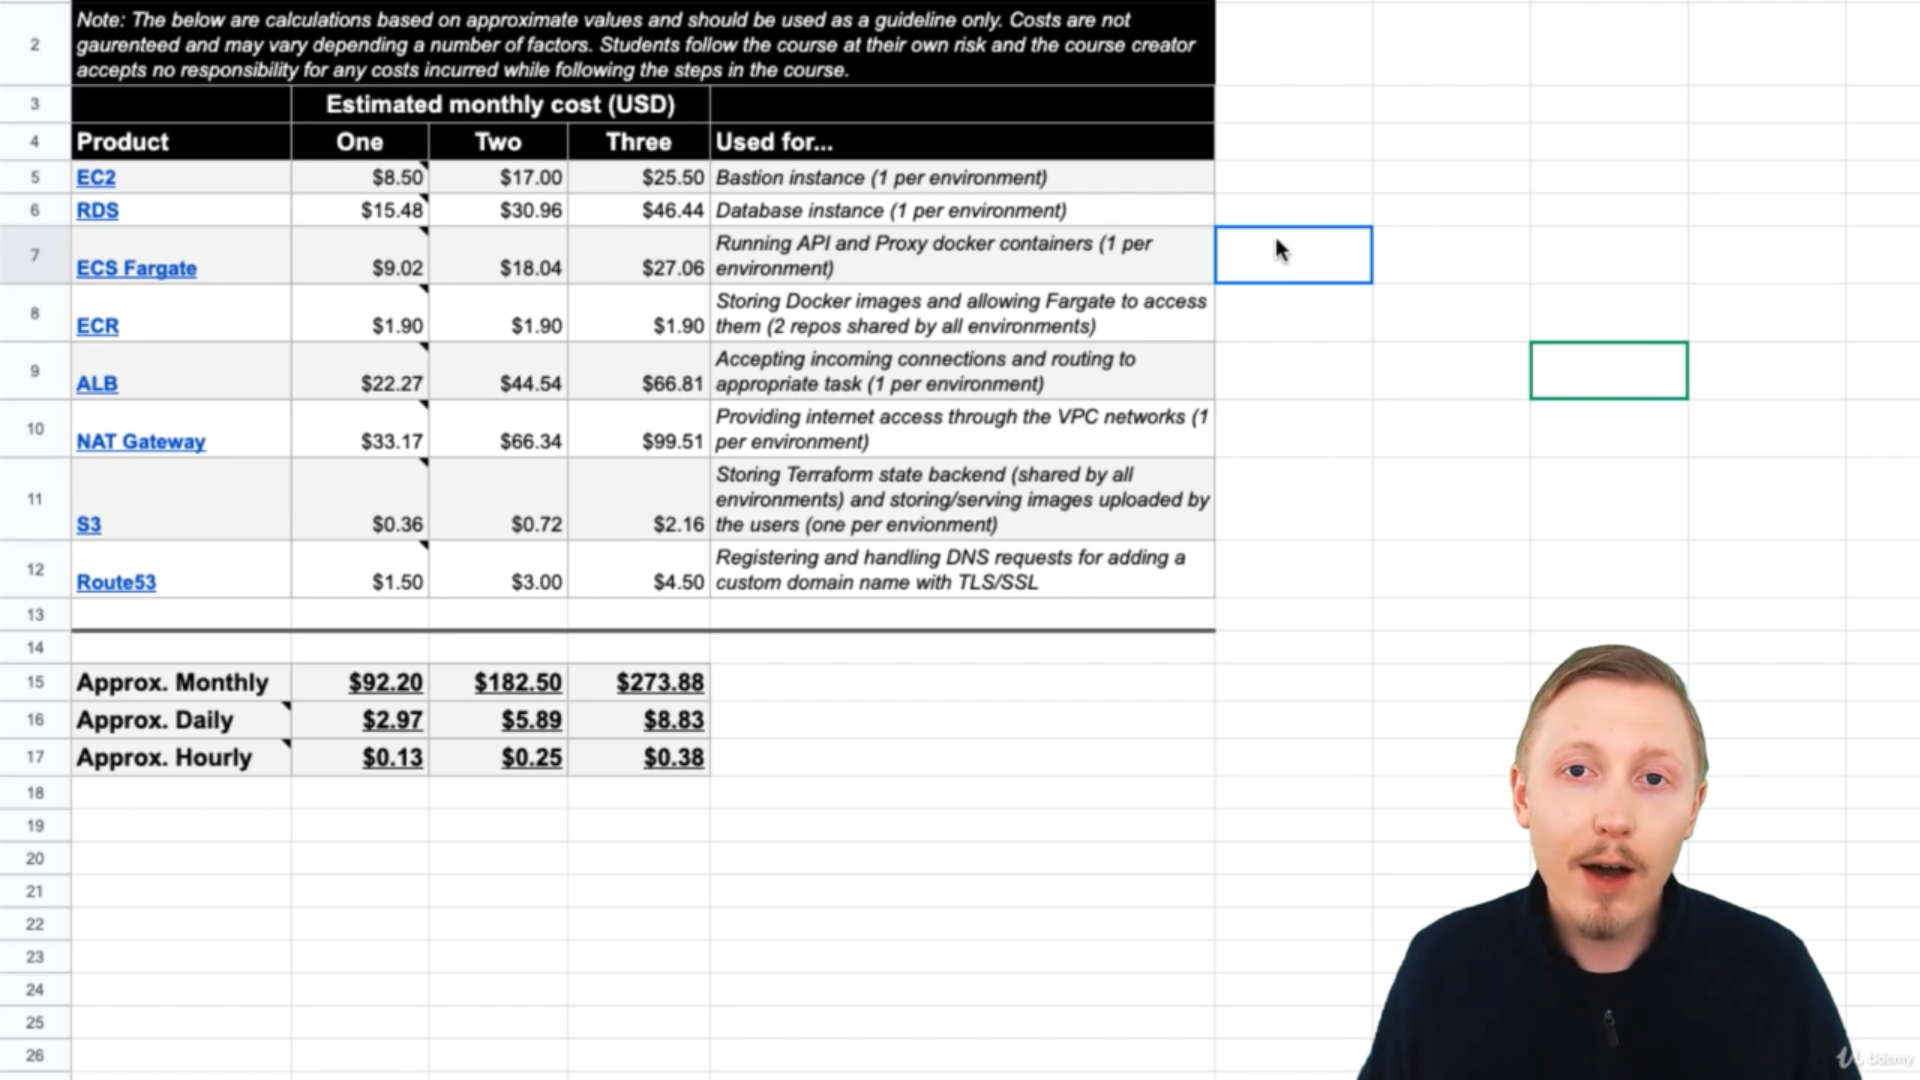 2
Note: The below are calculations based on approximate values and should be used as a guideline only. Costs are not
gaurenteed and may vary depending a number of factors. Students follow the course at their own risk and the course creator
accepts no responsibility for any costs incurred while following the steps in the course.
3 Estimated monthly cost (USD)
4 Product One Two Three Used for...
5 EC2 $8.50 $17.00 $25.50 Bastion instance (1 per environment)
6 RDS $15.48 $30.96 $46.44 Database instance (1 per environment)
7 Running API and Proxy docker containers (1 per
ECS Fargate $9.02 $18.04 $27.06 environment)
8 Storing Docker images and allowing Fargate to access
ECR $1.90 $1.90 $1.90 them (2 repos shared by all environments)
9 Accepting incoming connections and routing to
ALB $22.27 $44.54 $66.81 appropriate task (1 per environment)
10 Providing internet access through the VPC networks (1
NAT Gateway $33.17 $66.34 $99.51 per environment)
Storing Terraform state backend (shared by all
11 environments) and storing/serving images uploaded by
S3 $0.36 $0.72 $2.16 the users (one per envionment)
12 Registering and handling DNS requests for adding a
Route53 $1.50 $3.00 $4.50 custom domain name with TLS/SSL
13
14
15 Approx. Monthly $92.20 $182.50 $273.88
16 Approx. Daily $2.97 $5.89 $8.83
17 Approx. Hourly $0.13 $0.25 $0.38
18
19
20
21
22
23
24
25
26
Udemy